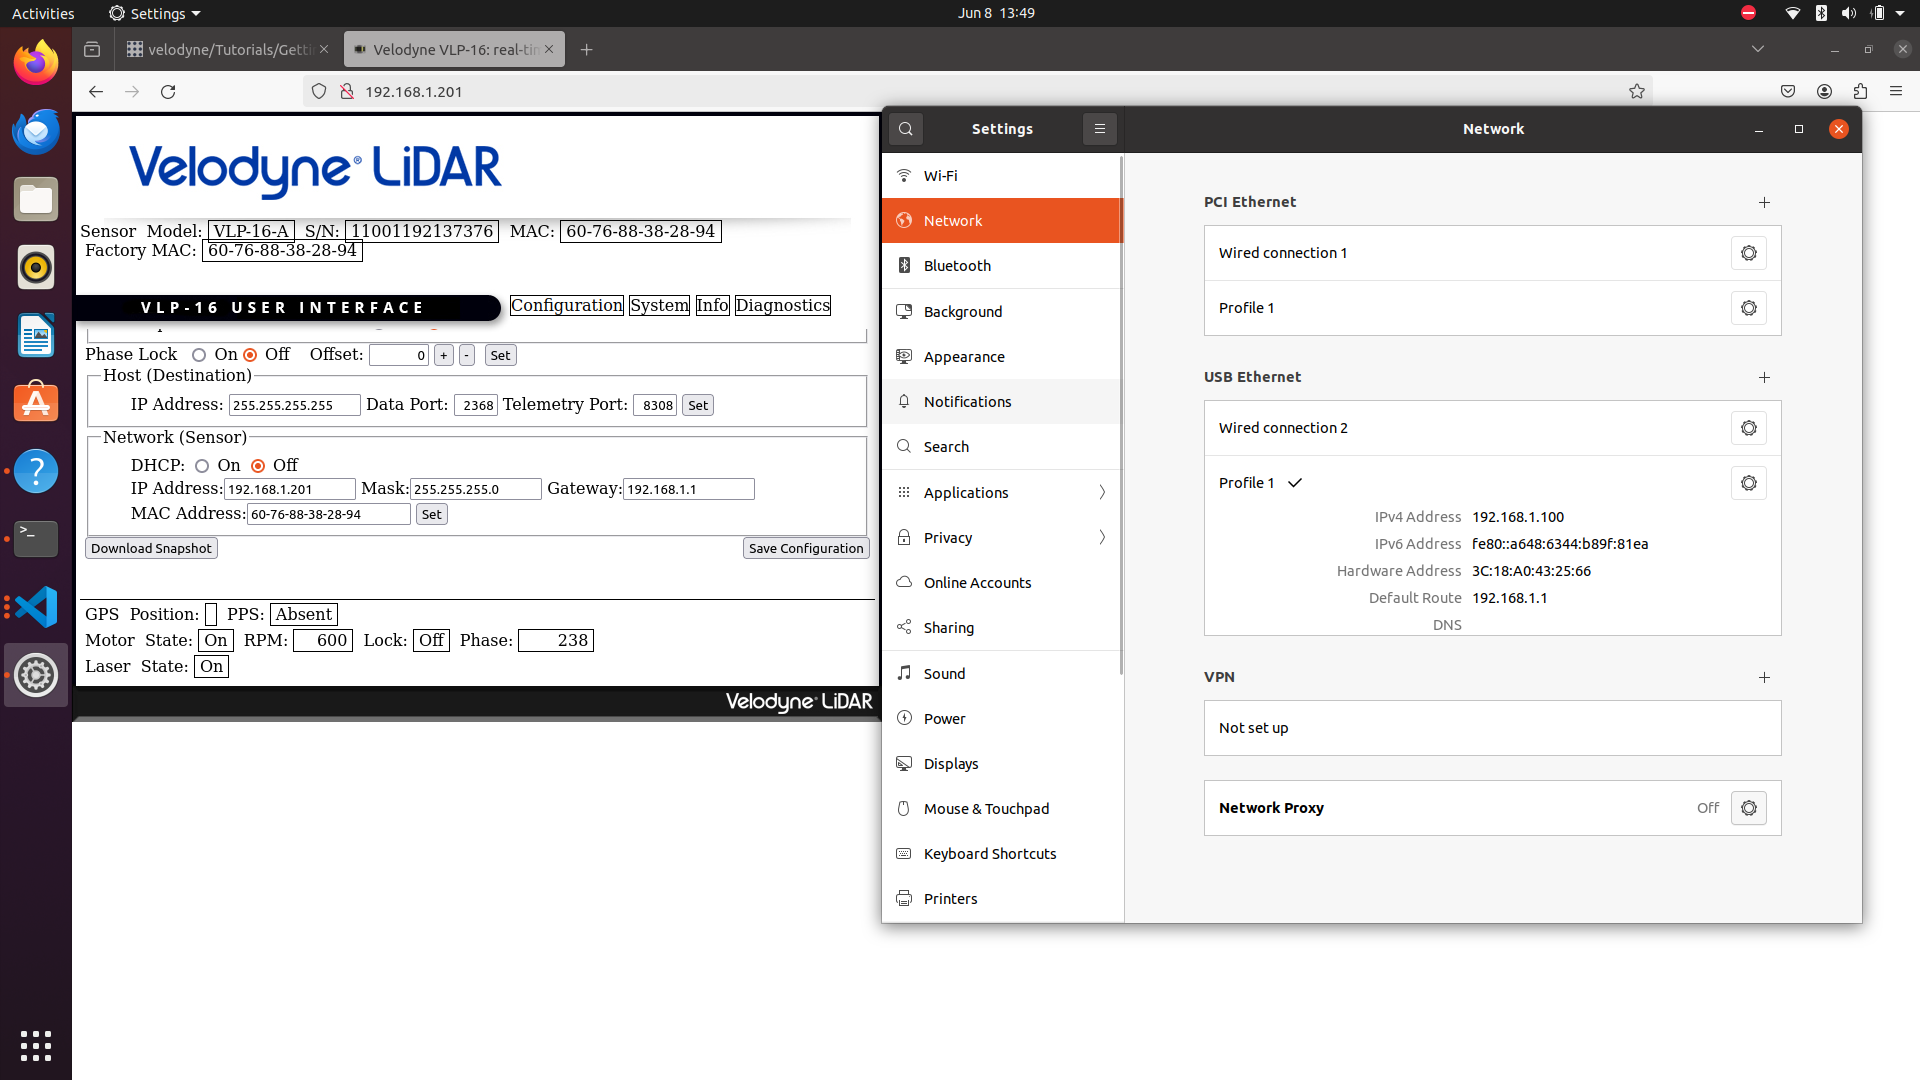 Activities Settings Jun 8 13:49
velodyne/Tutorials/Getti Velodyne VLP-16: real-tim
192.168.1.201
Velodyne® LiDAR
Sensor Model: VLP-16-A S/N: 11001192137376 MAC: 60-76-88-38-28-94
Factory MAC: 60-76-88-38-28-94
VLP-16 USER INTERFACE Configuration System Info Diagnostics
Phase Lock On Off Offset: 0 + - Set
Host (Destination)
IP Address: 255.255.255.255 Data Port: 2368 Telemetry Port: 8308 Set
Network (Sensor)
DHCP: On Off
IP Address: 192.168.1.201 Mask: 255.255.255.0 Gateway: 192.168.1.1
MAC Address: 60-76-88-38-28-94 Set
Download Snapshot Save Configuration
GPS Position: PPS: Absent
Motor State: On RPM: 600 Lock: Off Phase: 238
Laser State: On
Velodyne® LiDAR
Settings
Wi-Fi
Network
Bluetooth
Background
Appearance
Notifications
Search
Applications
Privacy
Online Accounts
Sharing
Sound
Power
Displays
Mouse & Touchpad
Keyboard Shortcuts
Printers
Network
PCI Ethernet
Wired connection 1
Profile 1
USB Ethernet
Wired connection 2
Profile 1
IPv4 Address 192.168.1.100
IPv6 Address fe80::a648:6344:b89f:81ea
Hardware Address 3C:18:A0:43:25:66
Default Route 192.168.1.1
DNS
VPN
Not set up
Network Proxy Off